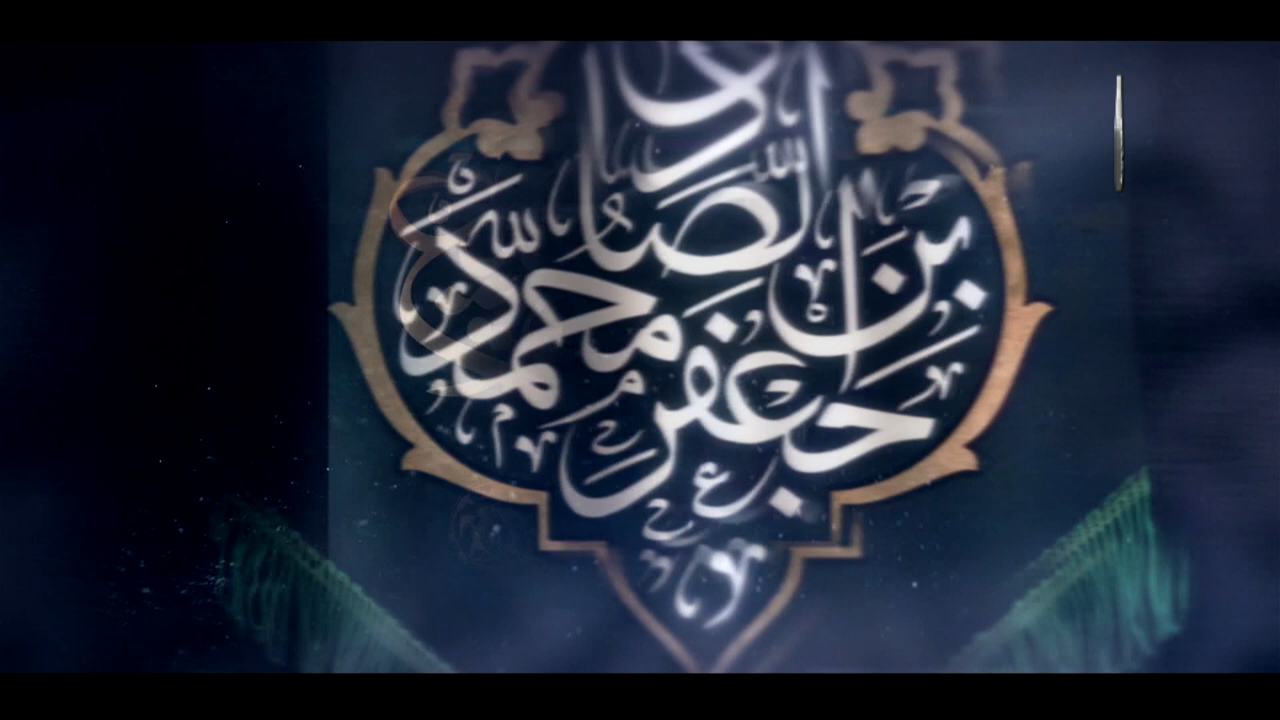 جعفر بن
محمد
الصادق